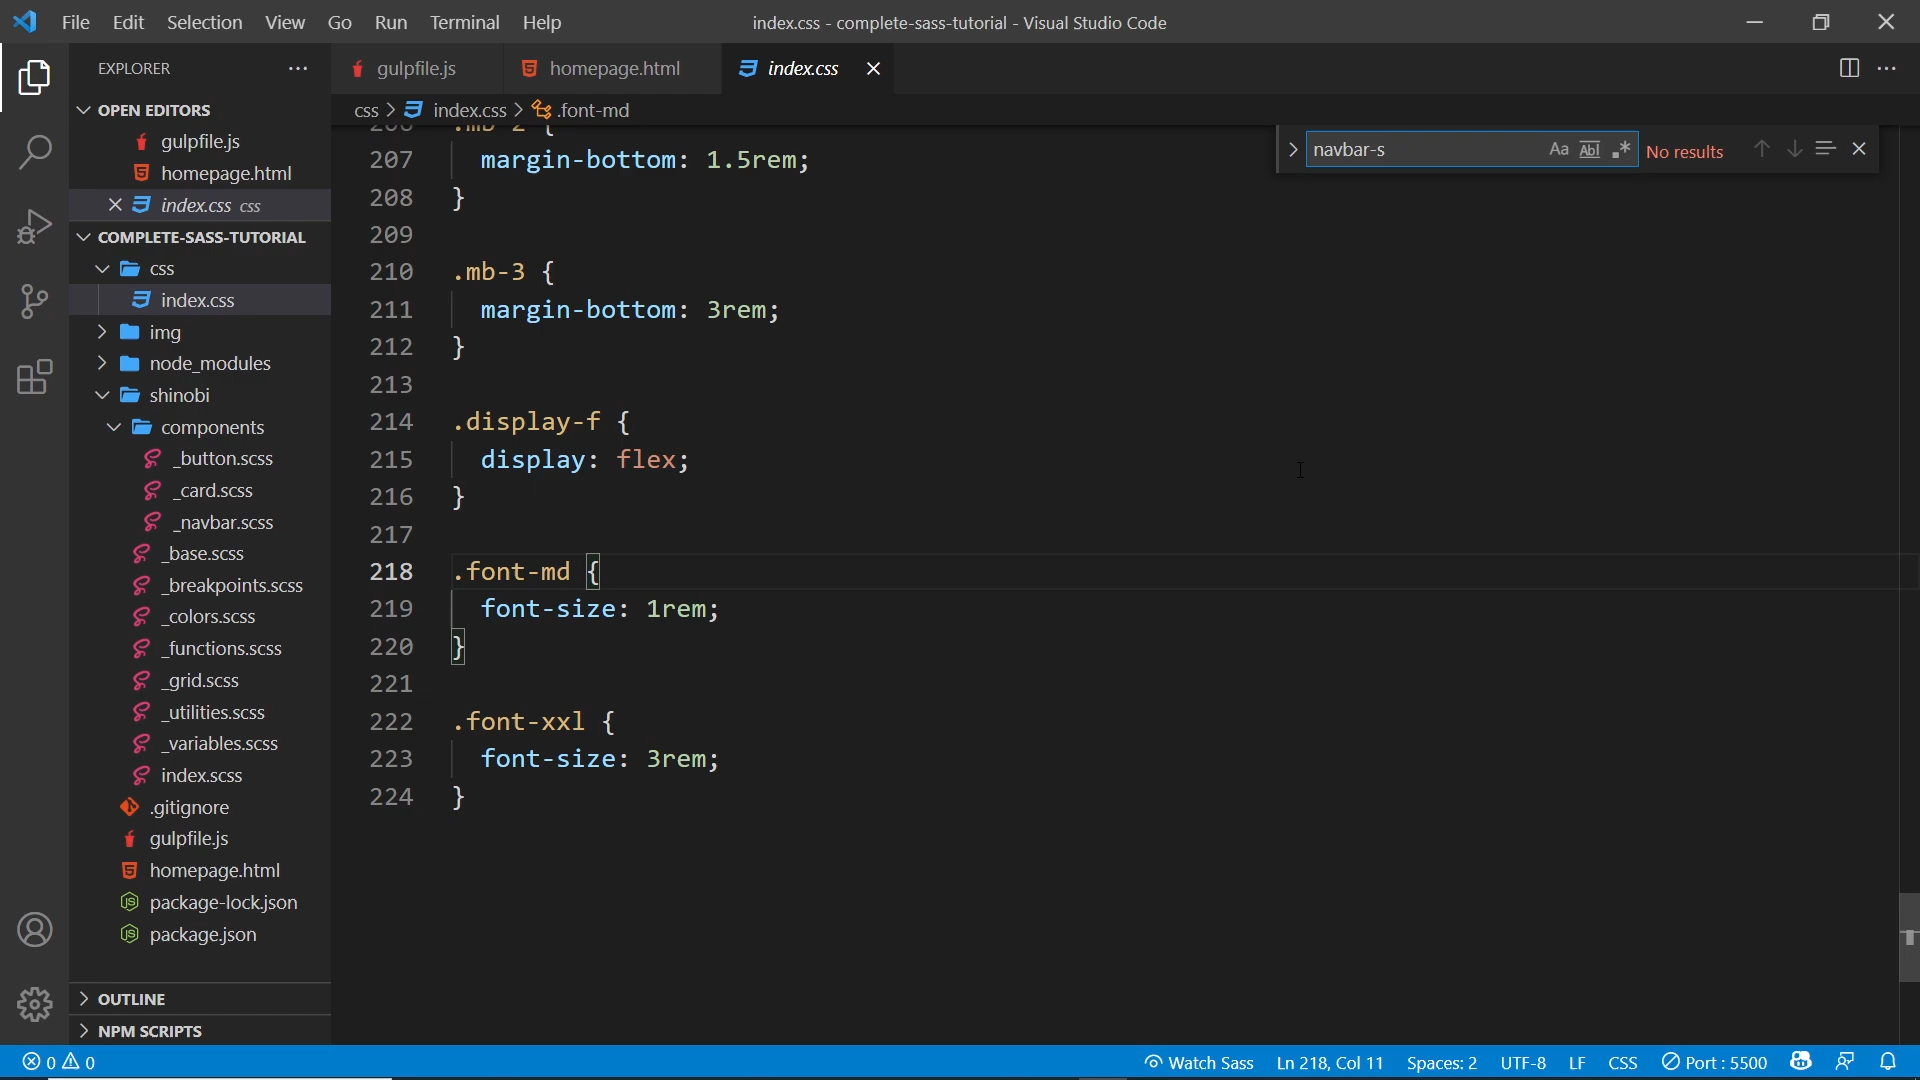 File Edit Selection View Go Run Terminal Help
index.css - complete-sass-tutorial - Visual Studio Code
EXPLORER
OPEN EDITORS
gulpfile.js
homepage.html
index.css css
COMPLETE-SASS-TUTORIAL
css
index.css
img
node_modules
shinobi
components
_button.scss
_card.scss
_navbar.scss
_base.scss
_breakpoints.scss
_colors.scss
_functions.scss
_grid.scss
_utilities.scss
_variables.scss
index.scss
.gitignore
gulpfile.js
homepage.html
package-lock.json
package.json
OUTLINE
NPM SCRIPTS
gulpfile.js homepage.html index.css
css > index.css > .font-md
navbar-s Aa Abl .* No results
206 .mb-2 {
207 margin-bottom: 1.5rem;
208 }
209
210 .mb-3 {
211 margin-bottom: 3rem;
212 }
213
214 .display-f {
215 display: flex;
216 }
217
218 .font-md {
219 font-size: 1rem;
220 }
221
222 .font-xxl {
223 font-size: 3rem;
224 }
0 0 Watch Sass Ln 218, Col 11 Spaces: 2 UTF-8 LF CSS Port : 5500